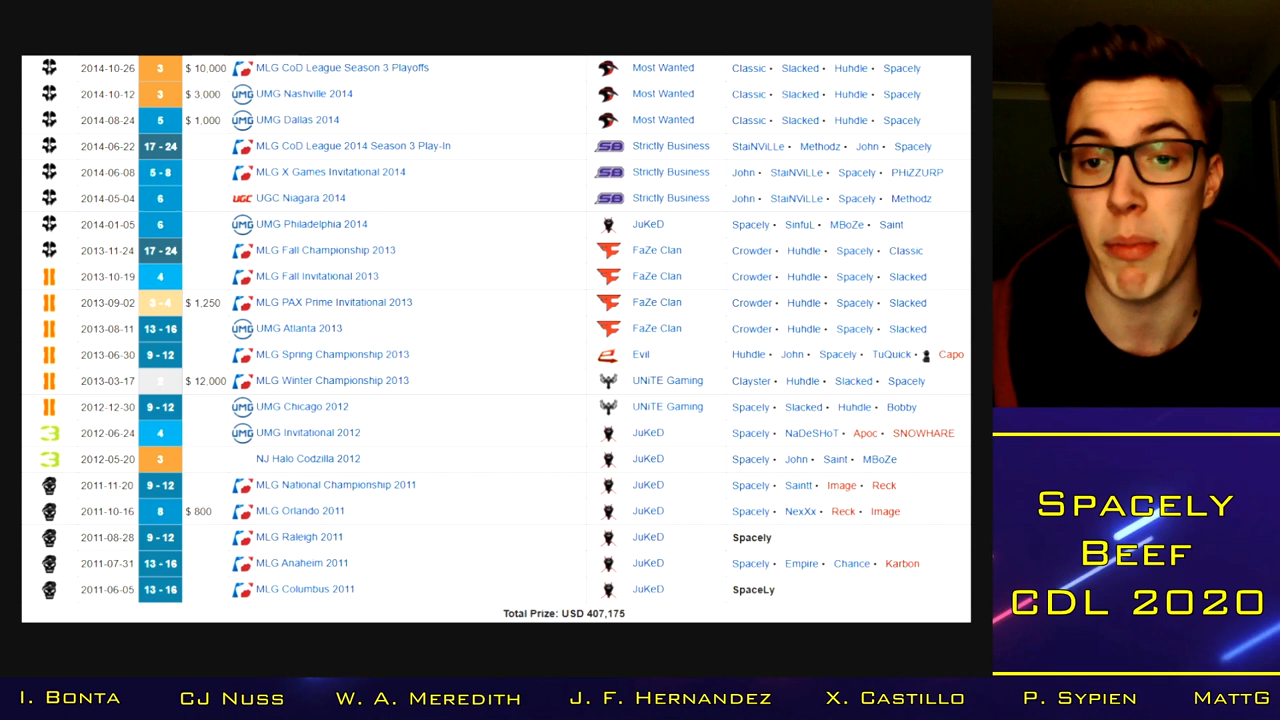 2014-10-26 3 $ 10,000 MLG CoD League Season 3 Playoffs Most Wanted Classic • Slacked • Huhdle • Spacely
2014-10-12 3 $ 3,000 UMG UMG Nashville 2014 Most Wanted Classic • Slacked • Huhdle • Spacely
2014-08-24 5 $ 1,000 UMG UMG Dallas 2014 Most Wanted Classic • Slacked • Huhdle • Spacely
2014-06-22 17 - 24 MLG CoD League 2014 Season 3 Play-In SB Strictly Business StaiNViLLe • Methodz • John • Spacely
2014-06-08 5 - 8 MLG X Games Invitational 2014 SB Strictly Business John • StaiNViLLe • Spacely • PHiZZURP
2014-05-04 6 UGC UGC Niagara 2014 SB Strictly Business John • StaiNViLLe • Spacely • Methodz
2014-01-05 6 UMG UMG Philadelphia 2014 JuKeD Spacely • SinfuL • MBoZe • Saint
2013-11-24 17 - 24 MLG Fall Championship 2013 FaZe Clan Crowder • Huhdle • Spacely • Classic
2013-10-19 4 MLG Fall Invitational 2013 FaZe Clan Crowder • Huhdle • Spacely • Slacked
2013-09-02 3 - 4 $ 1,250 MLG PAX Prime Invitational 2013 FaZe Clan Crowder • Huhdle • Spacely • Slacked
2013-08-11 13 - 16 UMG UMG Atlanta 2013 FaZe Clan Crowder • Huhdle • Spacely • Slacked
2013-06-30 9 - 12 MLG Spring Championship 2013 Evil Huhdle • John • Spacely • TuQuick • Capo
2013-03-17 2 $ 12,000 MLG Winter Championship 2013 UNiTE Gaming Clayster • Huhdle • Slacked • Spacely
2012-12-30 9 - 12 UMG UMG Chicago 2012 UNiTE Gaming Spacely • Slacked • Huhdle • Bobby
3 2012-06-24 4 UMG UMG Invitational 2012 JuKeD Spacely • NaDeSHoT • Apoc • SNOWHARE
3 2012-05-20 3 NJ Halo Codzilla 2012 JuKeD Spacely • John • Saint • MBoZe
2011-11-20 9 - 12 MLG National Championship 2011 JuKeD Spacely • Saintt • Image • Reck
2011-10-16 8 $ 800 MLG Orlando 2011 JuKeD Spacely • NexXx • Reck • Image
2011-08-28 9 - 12 MLG Raleigh 2011 JuKeD Spacely
2011-07-31 13 - 16 MLG Anaheim 2011 JuKeD Spacely • Empire • Chance • Karbon
2011-06-05 13 - 16 MLG Columbus 2011 JuKeD SpaceLy
Total Prize: USD 407,175
Spacely
Beef
CDL 2020
I. Bonta CJ Nuss W. A. Meredith J. F. Hernandez X. Castillo P. Sypien MattG